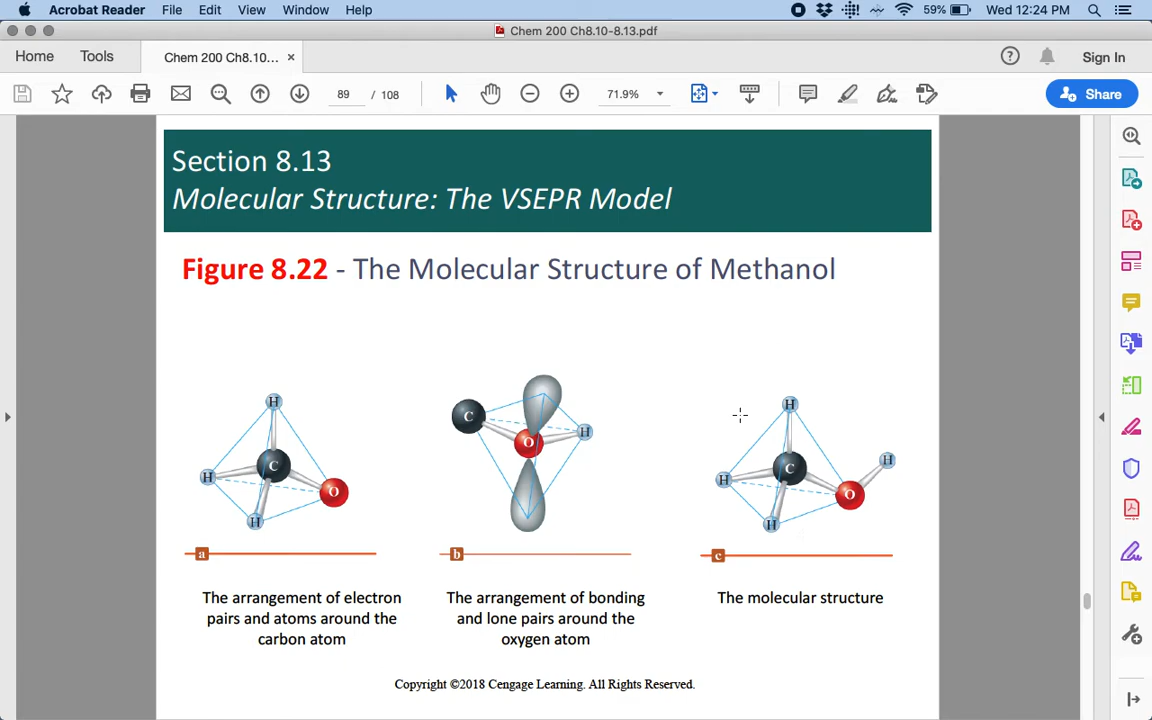 Acrobat Reader File Edit View Window Help 59% Wed 12:24 PM
Chem 200 Ch8.10-8.13.pdf
Home Tools Chem 200 Ch8.10... × ? Sign In
89 / 108 71.9% Share
Section 8.13
Molecular Structure: The VSEPR Model
Figure 8.22 - The Molecular Structure of Methanol
H H C O H
C O H
H H C O H H
a
The arrangement of electron
pairs and atoms around the
carbon atom
b
The arrangement of bonding
and lone pairs around the
oxygen atom
c
The molecular structure
Copyright ©2018 Cengage Learning. All Rights Reserved.